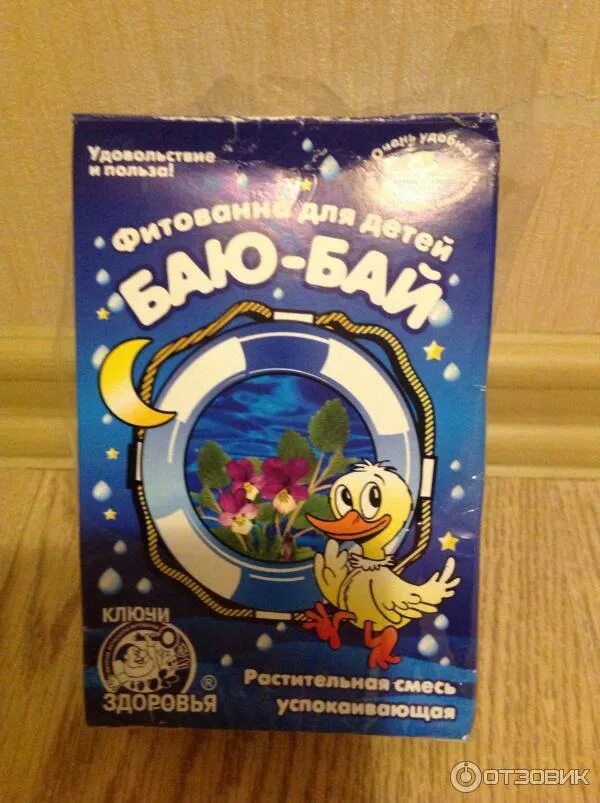 Удовольствие
и польза!
Очень удобно!
Фитованна для детей
БАЮ-БАЙ
КЛЮЧИ
ЗДОРОВЬЯ®
Растительная смесь
успокаивающая
ОТЗОВИК